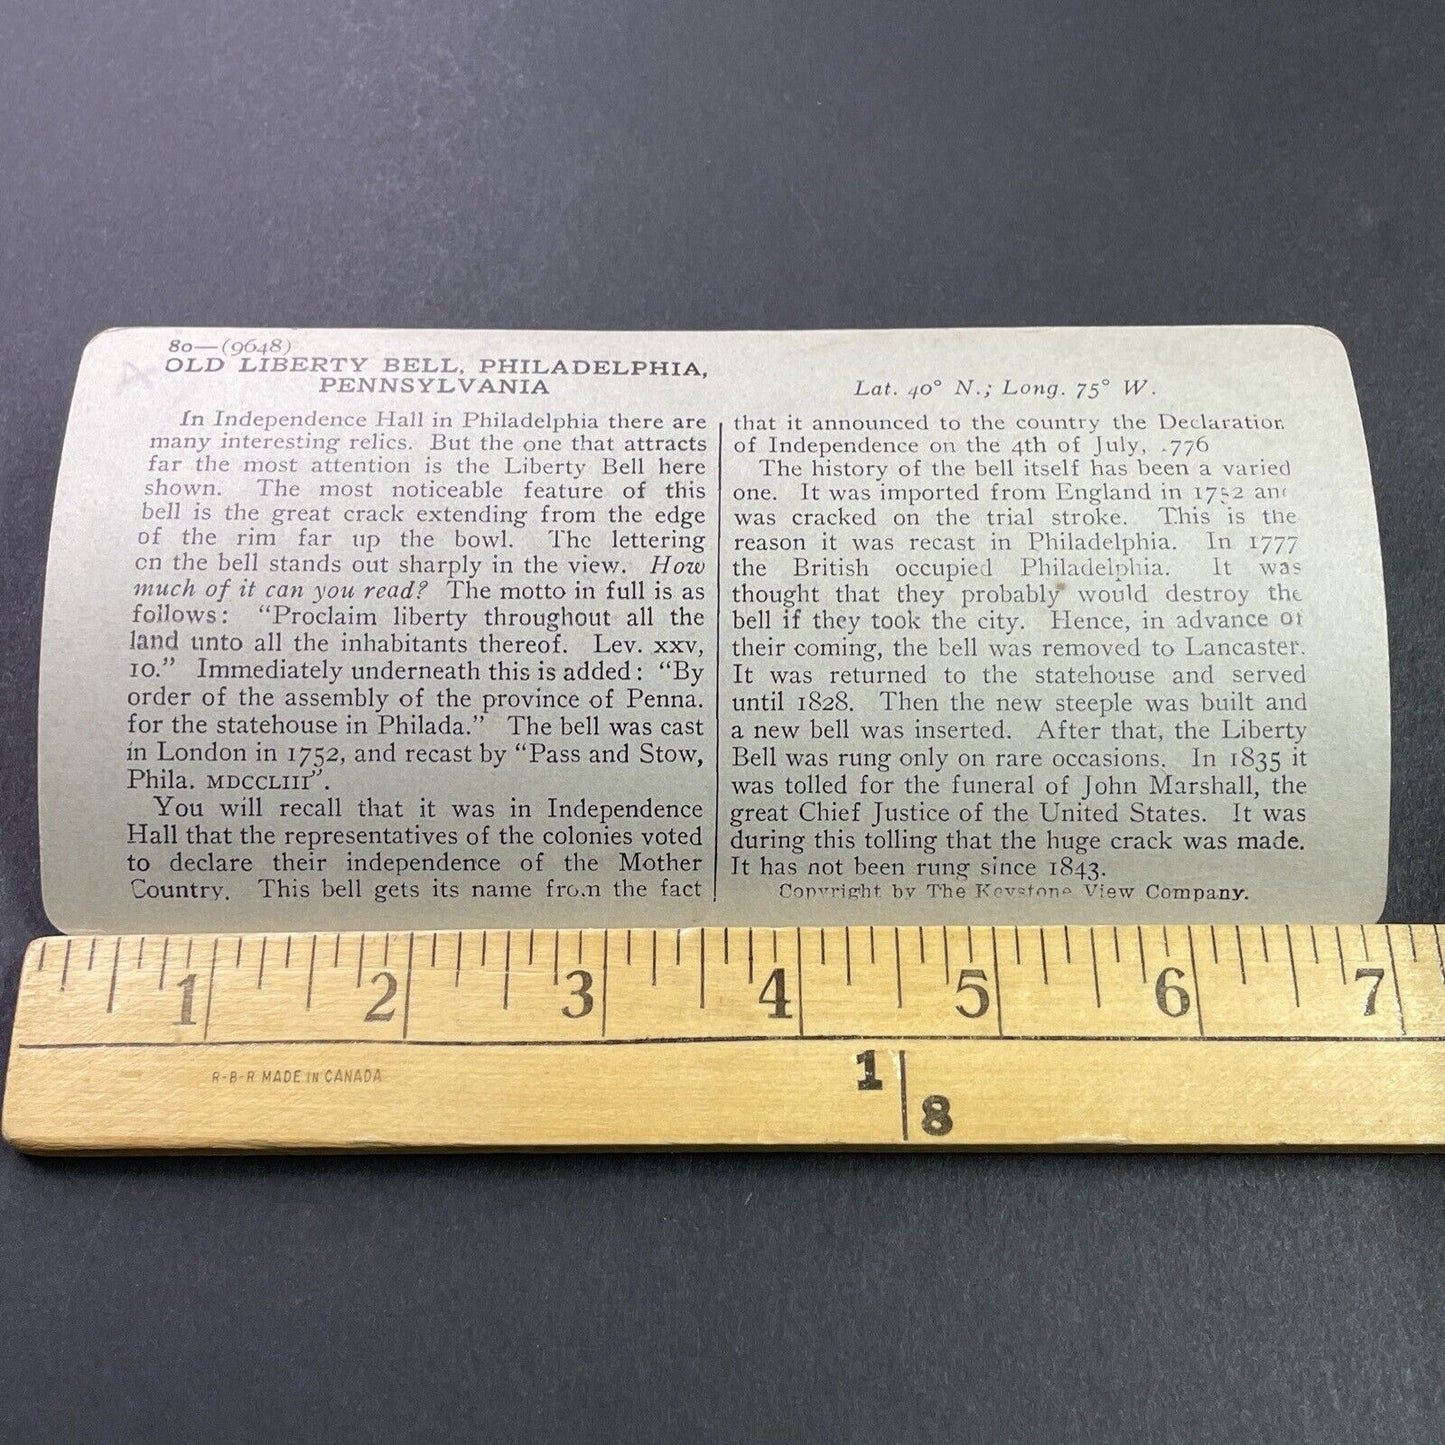 80—(9648)
OLD LIBERTY BELL, PHILADELPHIA,
PENNSYLVANIA
In Independence Hall in Philadelphia there are
many interesting relics. But the one that attracts
far the most attention is the Liberty Bell here
shown. The most noticeable feature of this
bell is the great crack extending from the edge
of the rim far up the bowl. The lettering
on the bell stands out sharply in the view. How
much of it can you read? The motto in full is as
follows: "Proclaim liberty throughout all the
land unto all the inhabitants thereof. Lev. XXV,
10." Immediately underneath this is added: "By
order of the assembly of the province of Penna.
for the statehouse in Philada." The bell was cast
in London in 1752, and recast by "Pass and Stow,
Phila. MDCCLIII".
You will recall that it was in Independence
Hall that the representatives of the colonies voted
to declare their independence of the Mother
Country. This bell gets its name from the fact
Lat. 40° N.; Long. 75° W.
that it announced to the country the Declaration
of Independence on the 4th of July, .776
The history of the bell itself has been a varied
one. It was imported from England in 1752 and
was cracked on the trial stroke. This is the
reason it was recast in Philadelphia. In 1777
the British occupied Philadelphia. It was
thought that they probably would destroy the
bell if they took the city. Hence, in advance of
their coming, the bell was removed to Lancaster.
It was returned to the statehouse and served
until 1828. Then the new steeple was built and
a new bell was inserted. After that, the Liberty
Bell was rung only on rare occasions. In 1835 it
was tolled for the funeral of John Marshall, the
great Chief Justice of the United States. It was
during this tolling that the huge crack was made.
It has not been rung since 1843.
Copyright by The Keystone View Company.
1 2 3 4 5 6 7
R-B-R MADE IN CANADA
1
8